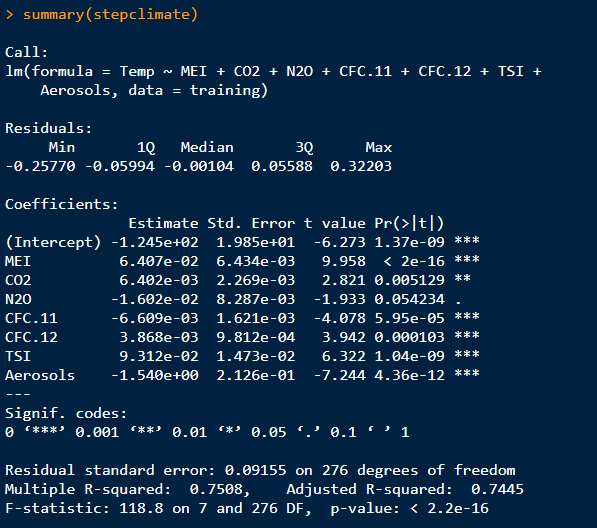 > summary(stepclimate)

Call:
lm(formula = Temp ~ MEI + CO2 + N2O + CFC.11 + CFC.12 + TSI +
    Aerosols, data = training)

Residuals:
     Min       1Q   Median       3Q      Max
-0.25770 -0.05994 -0.00104  0.05588  0.32203

Coefficients:
              Estimate Std. Error t value Pr(>|t|)
(Intercept) -1.245e+02  1.985e+01  -6.273 1.37e-09 ***
MEI          6.407e-02  6.434e-03   9.958  < 2e-16 ***
CO2          6.402e-03  2.269e-03   2.821 0.005129 **
N2O         -1.602e-02  8.287e-03  -1.933 0.054234 .
CFC.11      -6.609e-03  1.621e-03  -4.078 5.95e-05 ***
CFC.12       3.868e-03  9.812e-04   3.942 0.000103 ***
TSI          9.312e-02  1.473e-02   6.322 1.04e-09 ***
Aerosols    -1.540e+00  2.126e-01  -7.244 4.36e-12 ***
---
Signif. codes:
0 ‘***’ 0.001 ‘**’ 0.01 ‘*’ 0.05 ‘.’ 0.1 ‘ ’ 1

Residual standard error: 0.09155 on 276 degrees of freedom
Multiple R-squared:  0.7508,    Adjusted R-squared:  0.7445
F-statistic: 118.8 on 7 and 276 DF,  p-value: < 2.2e-16